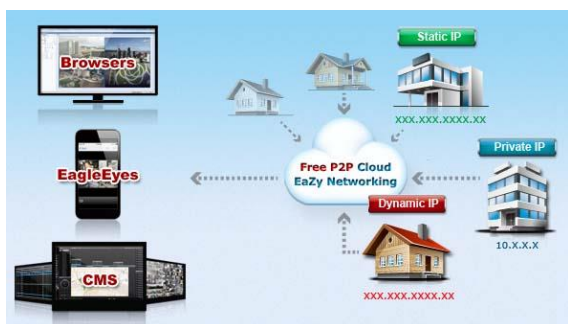 Browsers
Static IP
XXX.XXX.XXXX.XX
Private IP
Free P2P Cloud
EaZy Networking
EagleEyes
Dynamic IP
10.X.X.X
CMS
XXX.XXX.XXXX.XX